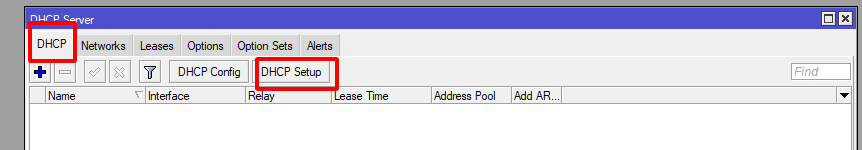 DHCP Server
DHCP Networks Leases Options Option Sets Alerts
DHCP Config DHCP Setup Find
Name Interface Relay Lease Time Address Pool Add AR...